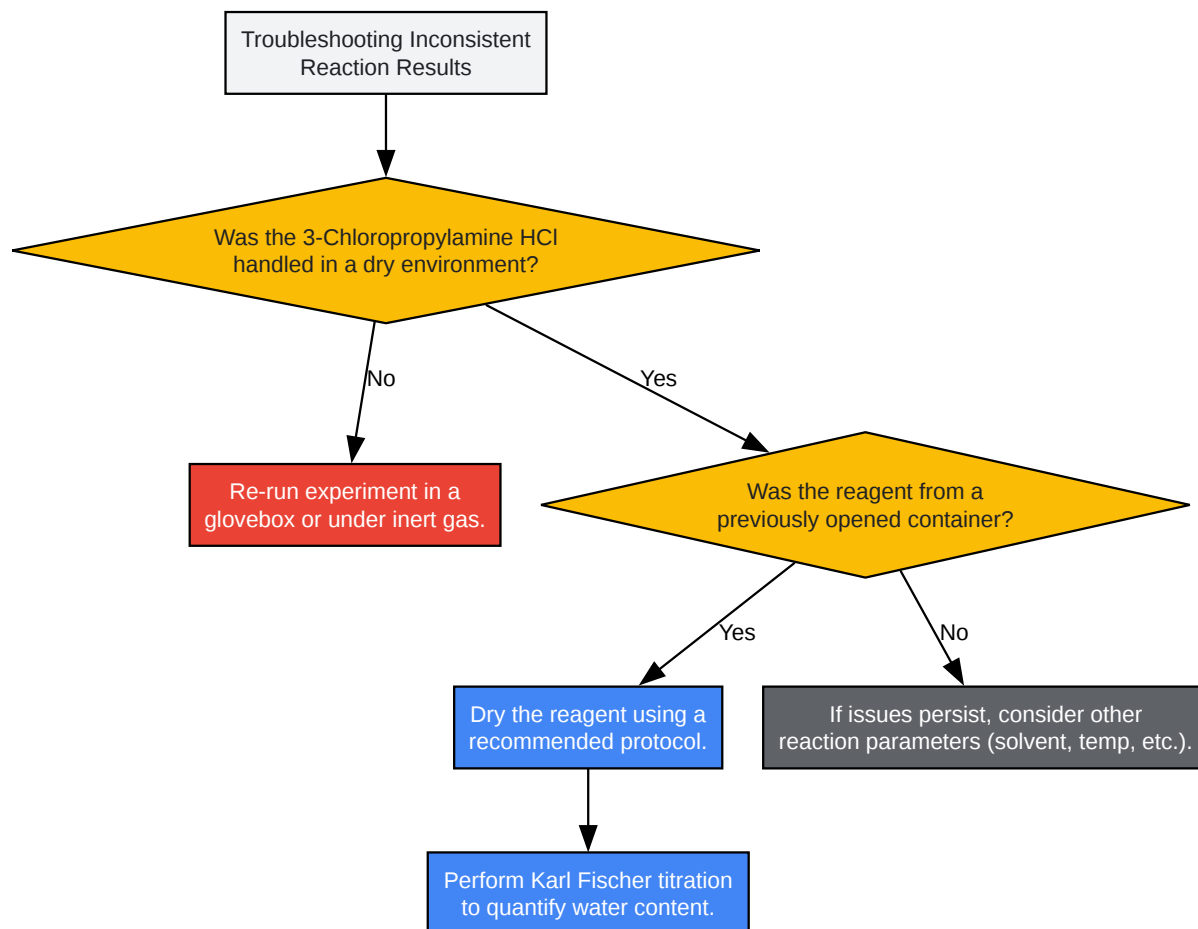 Troubleshooting Inconsistent
Reaction Results
Was the 3-Chloropropylamine HCl
handled in a dry environment?
No
Yes
Re-run experiment in a
glovebox or under inert gas.
Was the reagent from a
previously opened container?
Yes
No
Dry the reagent using a
recommended protocol.
If issues persist, consider other
reaction parameters (solvent, temp, etc.).
Perform Karl Fischer titration
to quantify water content.